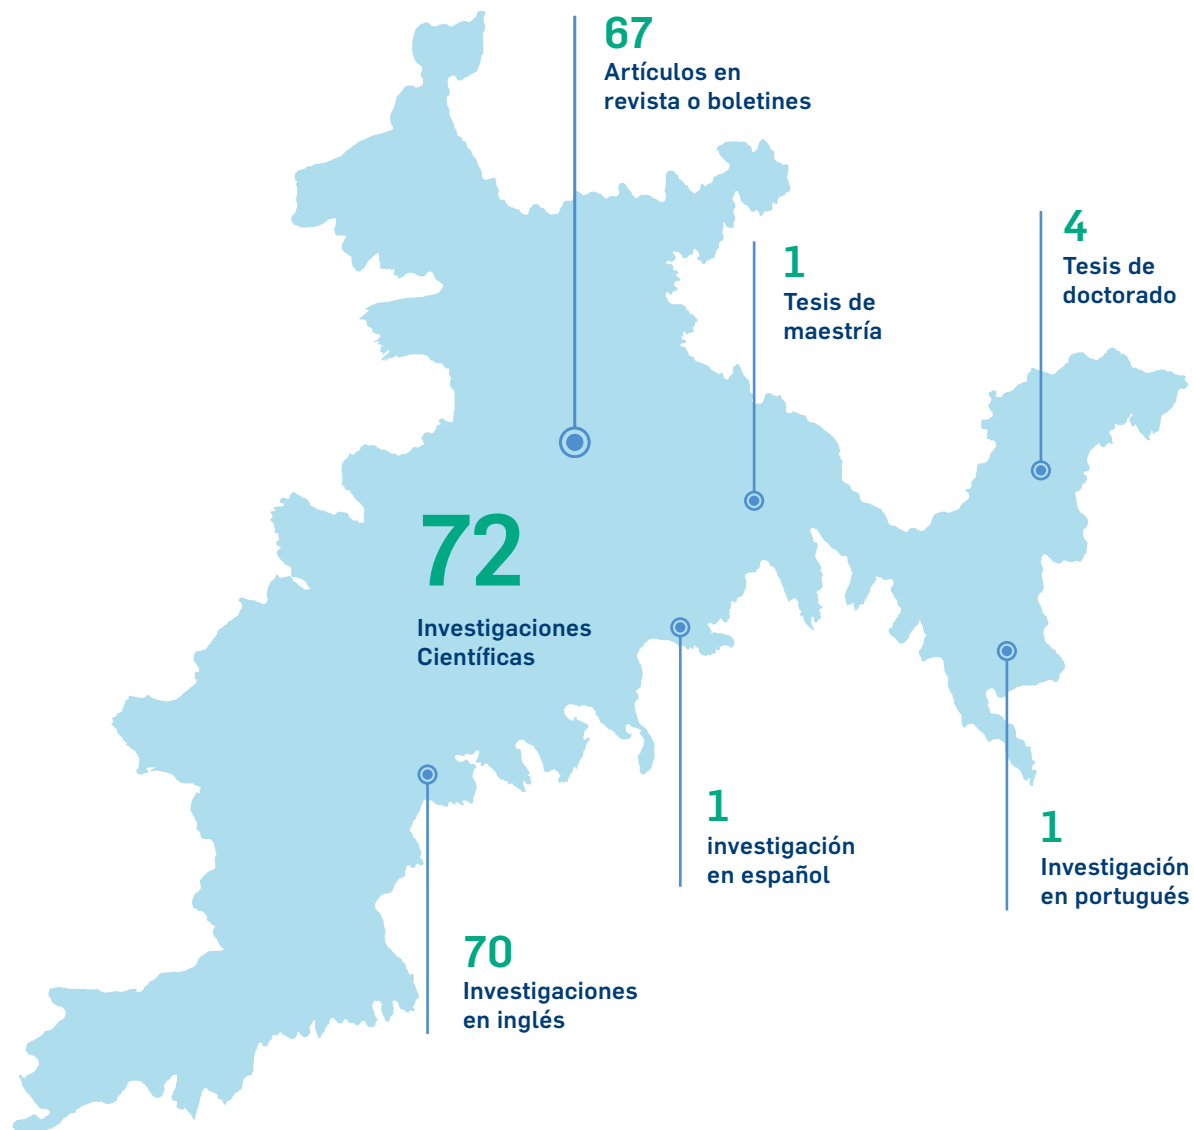 67
Artículos en
revista o boletines
4
Tesis de
doctorado
1
Tesis de
maestría
72
Investigaciones
Científicas
1
investigación
en español
1
Investigación
en portugués
70
Investigaciones
en inglés